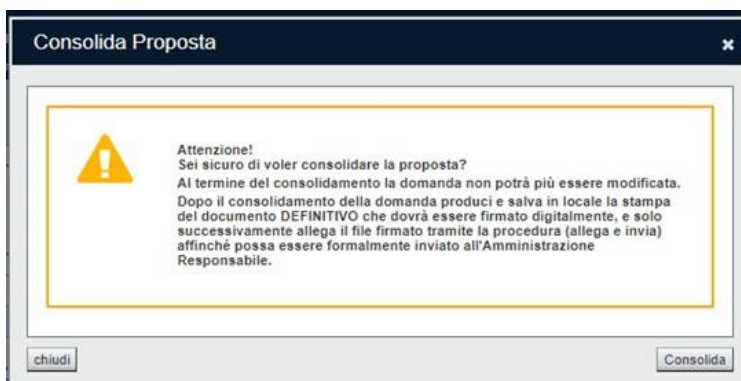 Consolida Proposta
Attenzione!
Sei sicuro di voler consolidare la proposta?
Al termine del consolidamento la domanda non potrà più essere modificata.
Dopo il consolidamento della domanda produci e salva in locale la stampa
del documento DEFINITIVO che dovrà essere firmato digitalmente, e solo
successivamente allega il file firmato tramite la procedura (allega e invia)
affinché possa essere formalmente inviato all'Amministrazione
Responsabile.
chiudi
Consolida